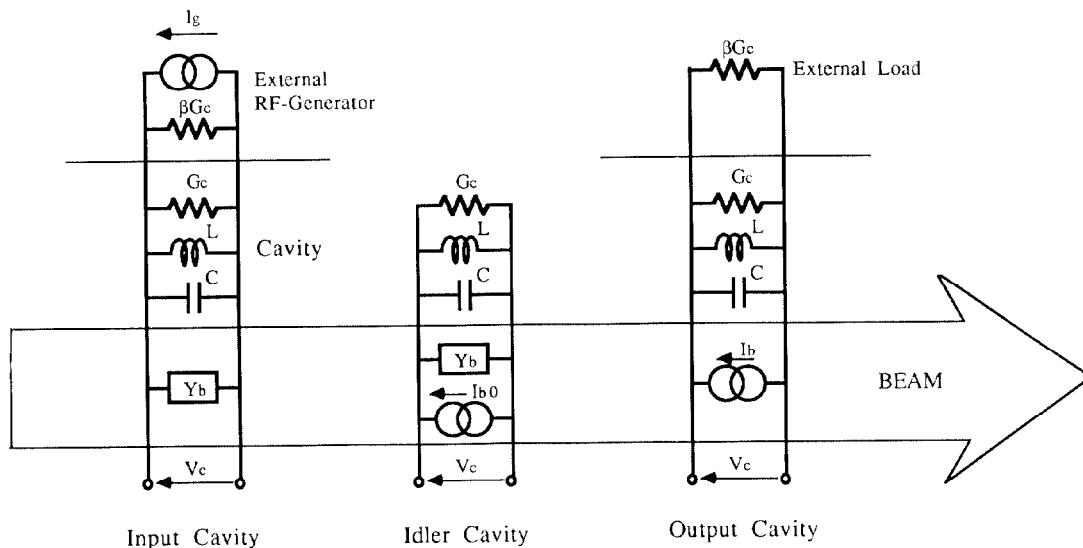 Ig
External
RF-Generator
βGc
Gc
L
Cavity
C
Yb
Vc
Input Cavity
Gc
L
C
Yb
Ib0
Vc
Idler Cavity
βGc
External Load
Gc
L
C
Ib
BEAM
Vc
Output Cavity